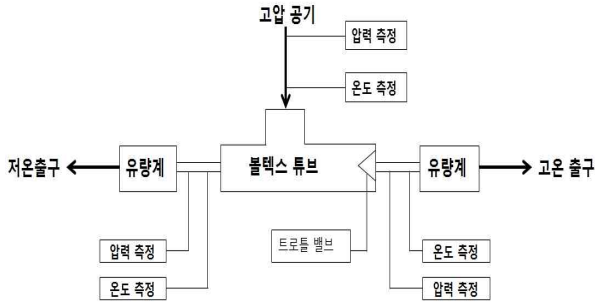 고압 공기
압력 측정
온도 측정
저온출구
유량계
볼텍스 튜브
유량계
고온 출구
트로틀 밸브
압력 측정
온도 측정
온도 측정
압력 측정